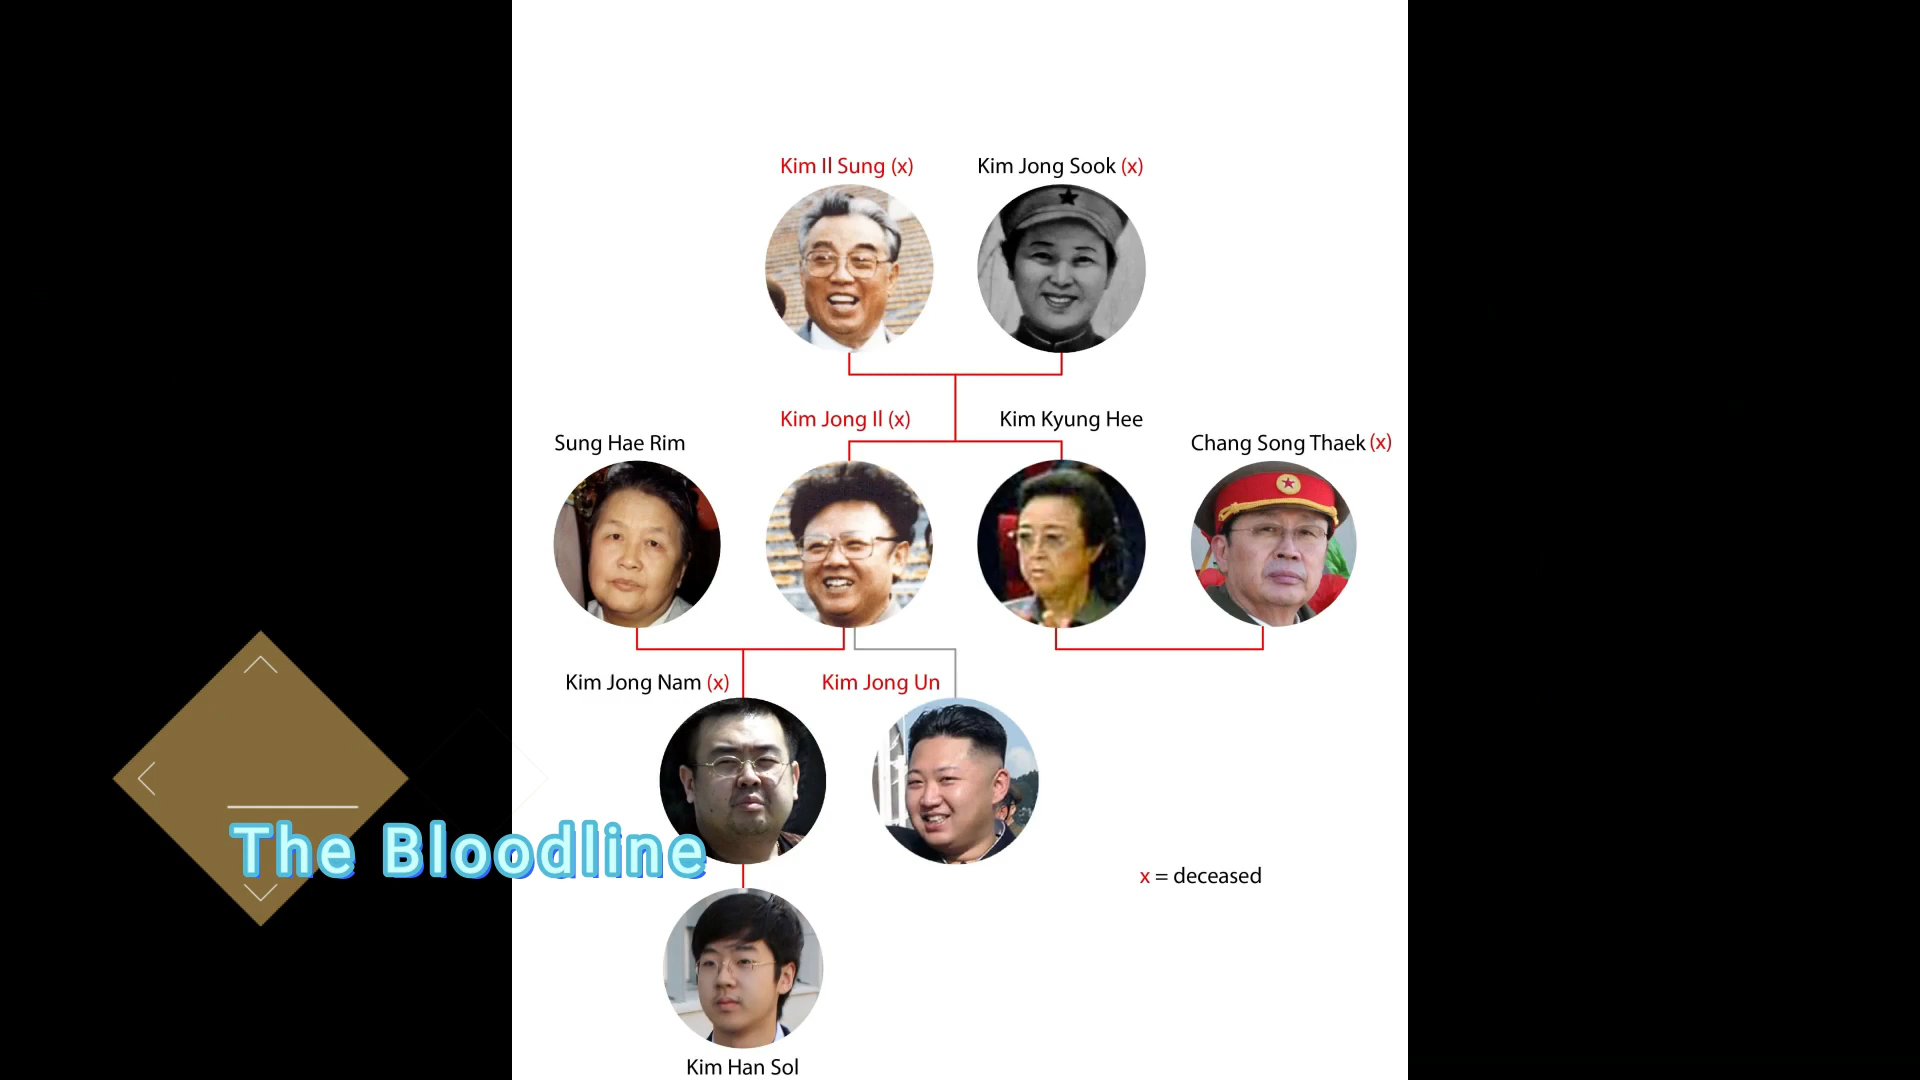 Kim Il Sung (x)
Kim Jong Sook (x)
Kim Jong Il (x)
Kim Kyung Hee
Sung Hae Rim
Chang Song Thaek (x)
Kim Jong Nam (x)
Kim Jong Un
The Bloodline
x = deceased
Kim Han Sol